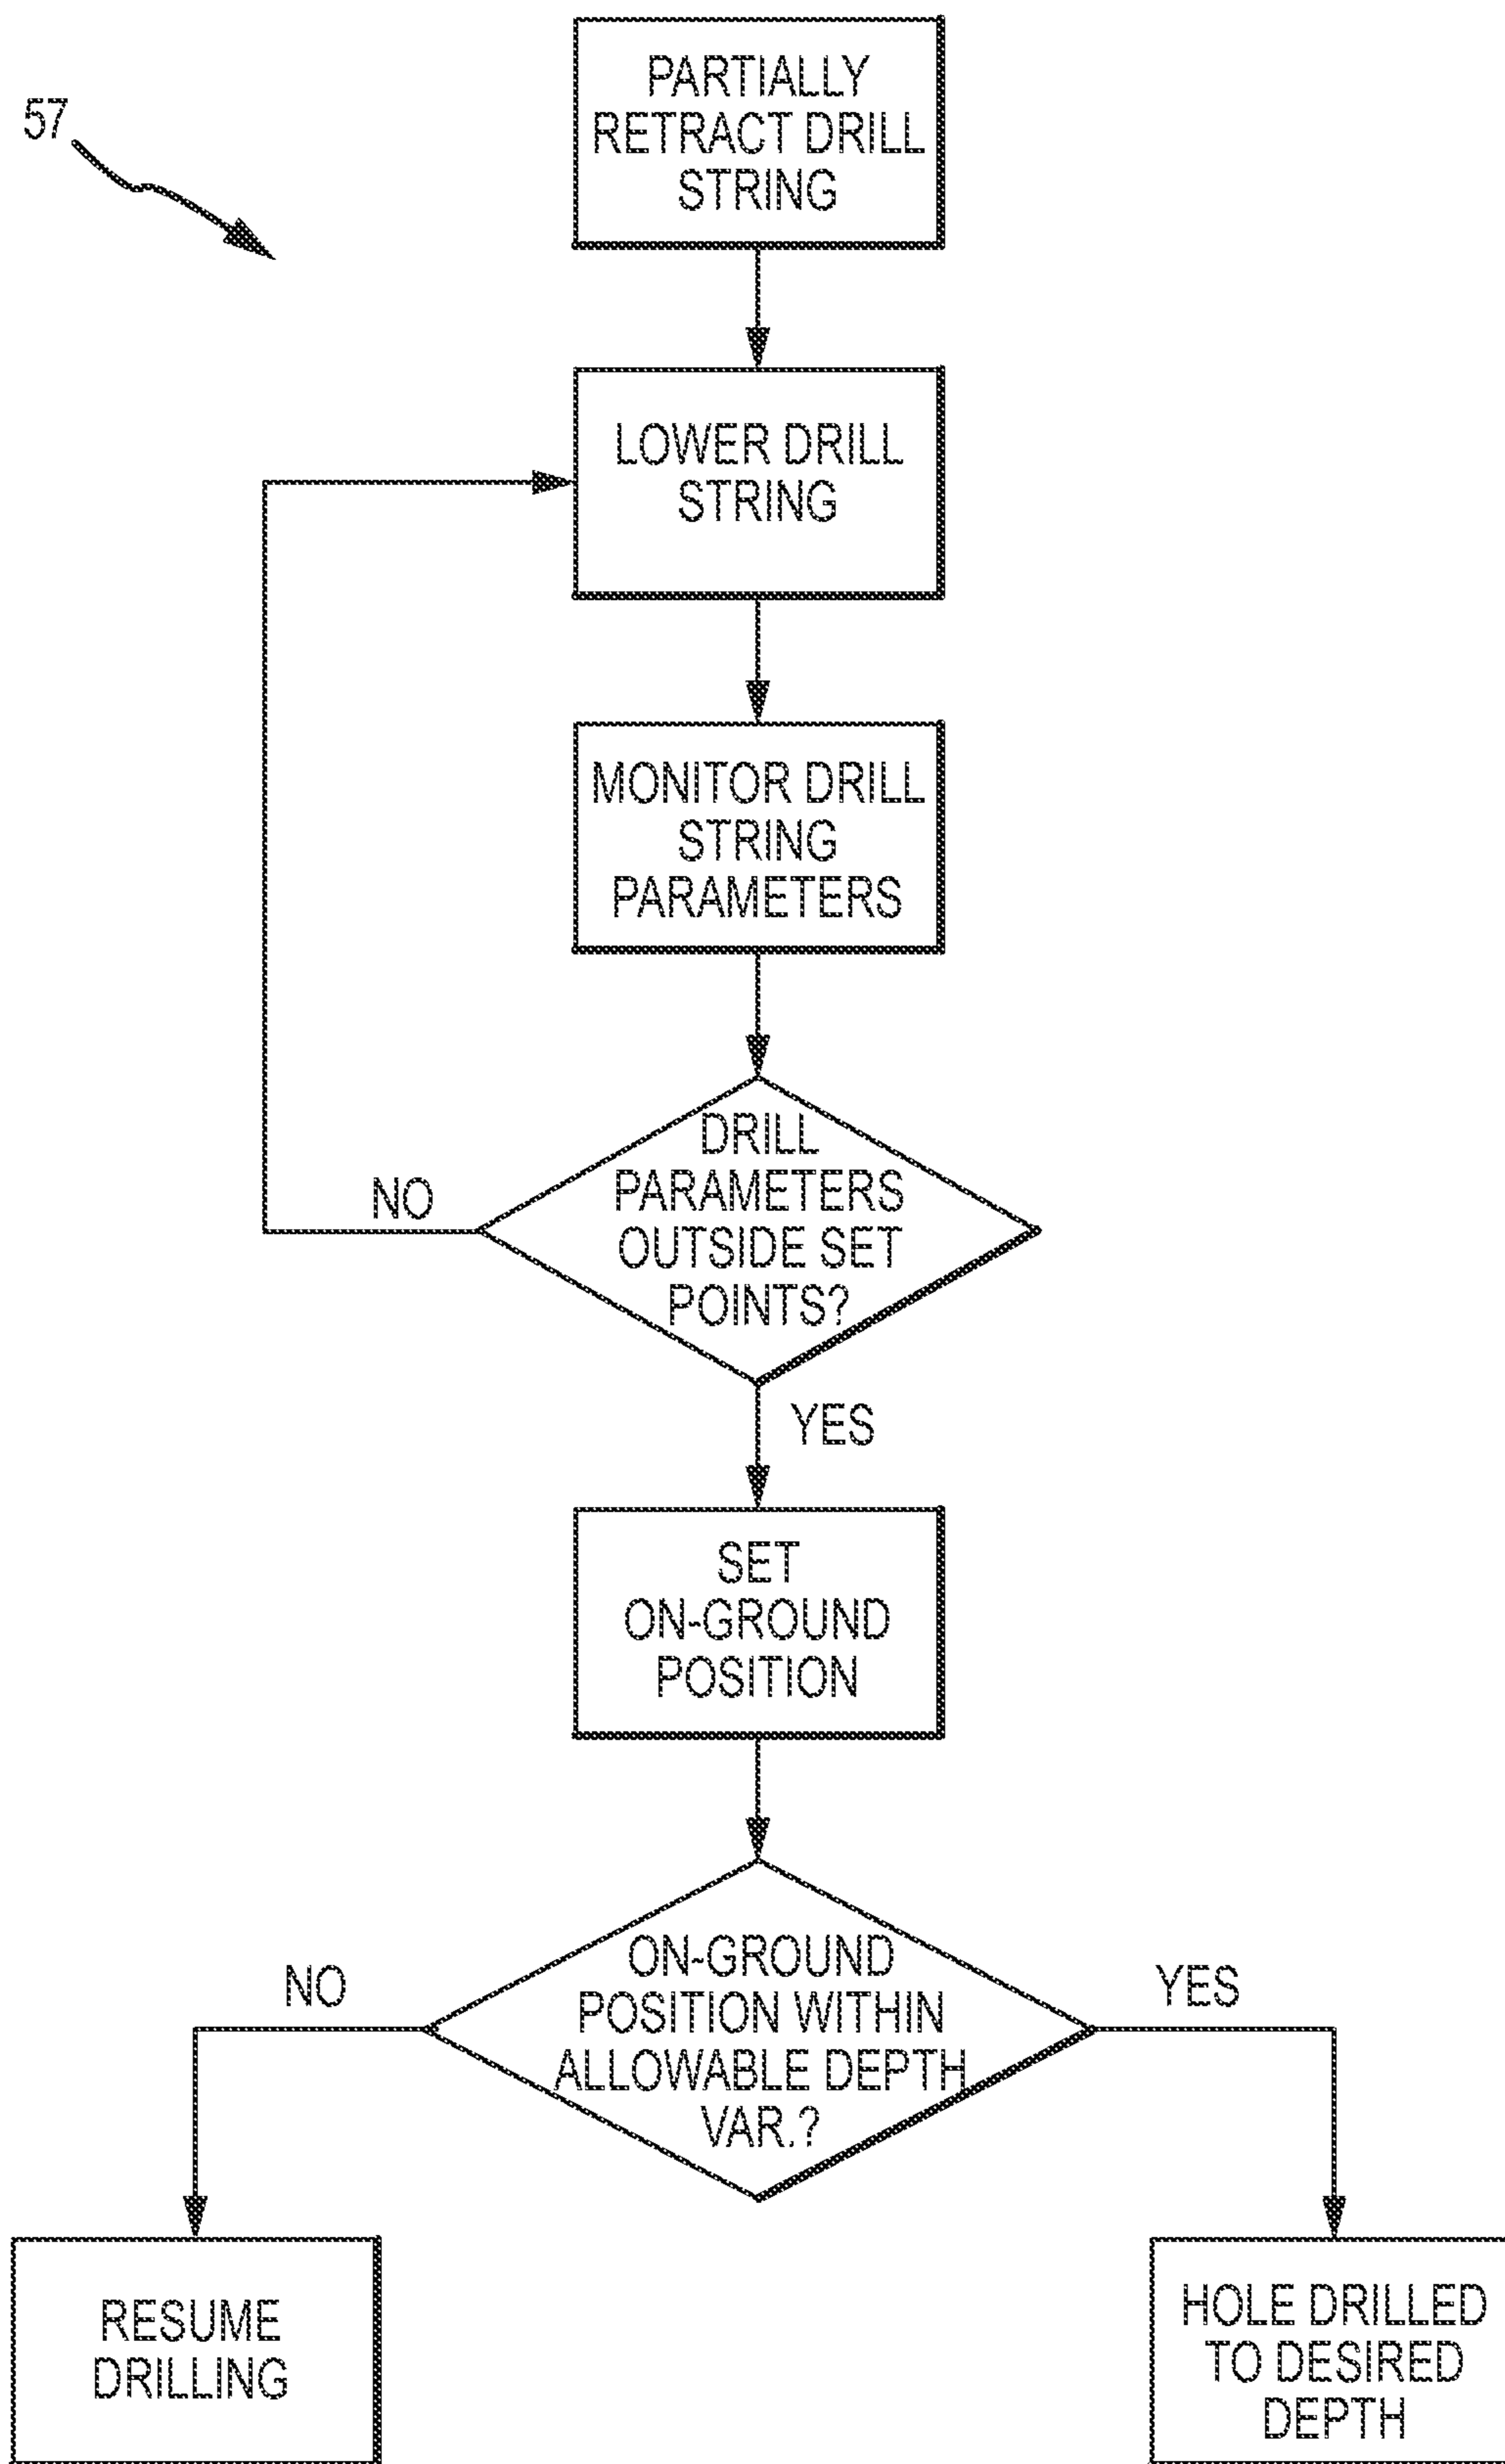 57
PARTIALLY
RETRACT DRILL
STRING
LOWER DRILL
STRING
MONITOR DRILL
STRING
PARAMETERS
DRILL
PARAMETERS
OUTSIDE SET
POINTS?
NO
YES
SET
ON-GROUND
POSITION
ON-GROUND
POSITION WITHIN
ALLOWABLE DEPTH
VAR.?
NO
YES
RESUME
DRILLING
HOLE DRILLED
TO DESIRED
DEPTH